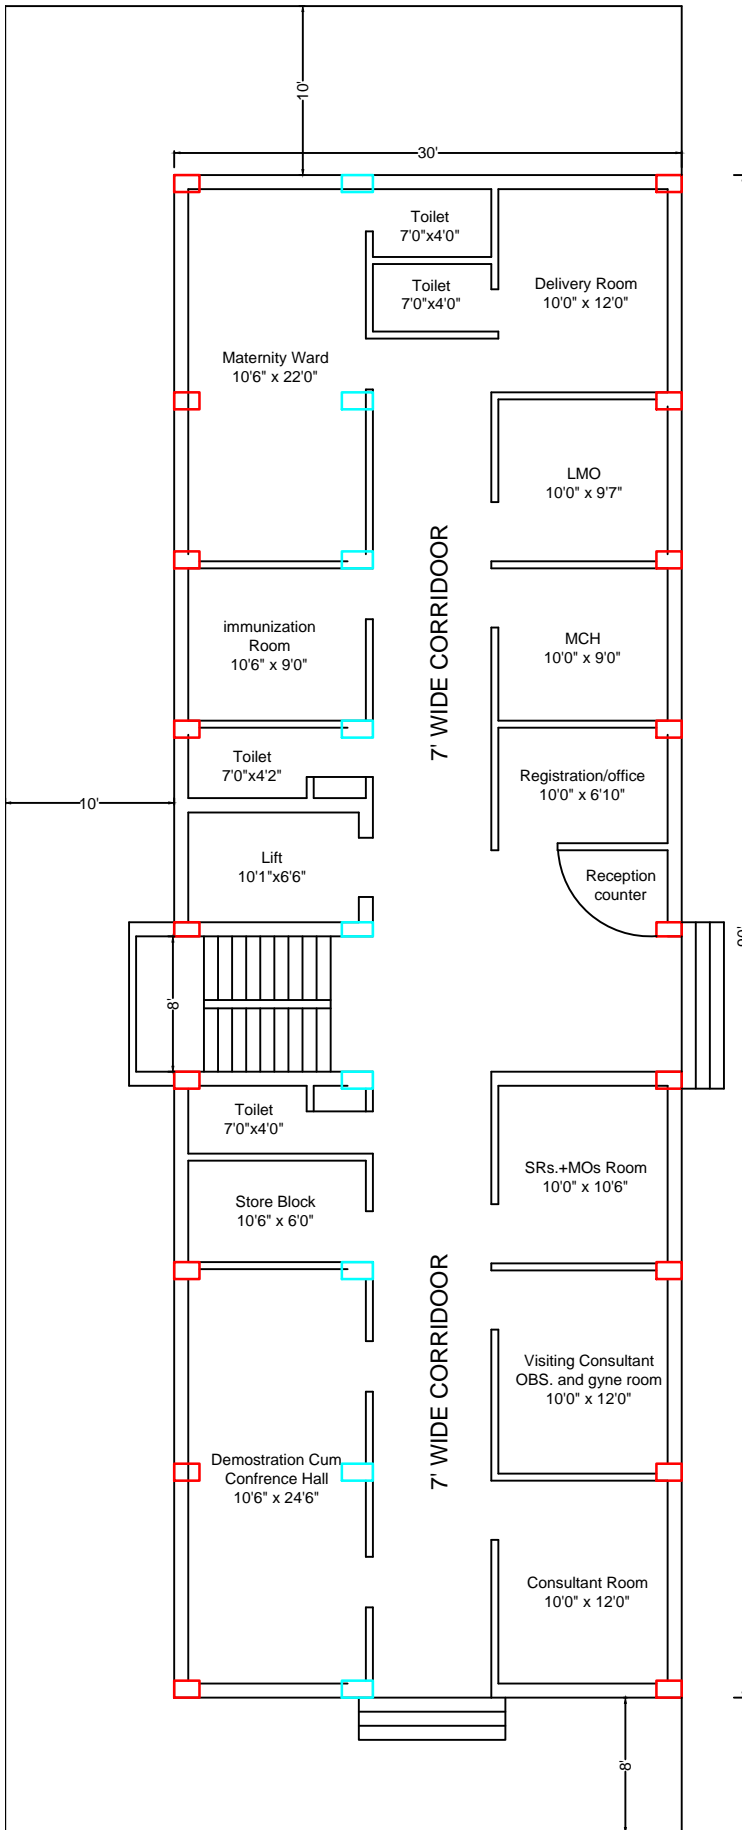 10'
30'
Toilet
7'0"x4'0"
Toilet
7'0"x4'0"
Delivery Room
10'0" x 12'0"
Maternity Ward
10'6" x 22'0"
LMO
10'0" x 9'7"
7' WIDE CORRIDOOR
immunization
Room
10'6" x 9'0"
MCH
10'0" x 9'0"
Toilet
7'0"x4'2"
Registration/office
10'0" x 6'10"
10'
Lift
10'1"x6'6"
Reception
counter
8'
Toilet
7'0"x4'0"
SRs.+MOs Room
10'0" x 10'6"
Store Block
10'6" x 6'0"
7' WIDE CORRIDOOR
Visiting Consultant
OBS. and gyne room
10'0" x 12'0"
Demostration Cum
Confrence Hall
10'6" x 24'6"
Consultant Room
10'0" x 12'0"
8'